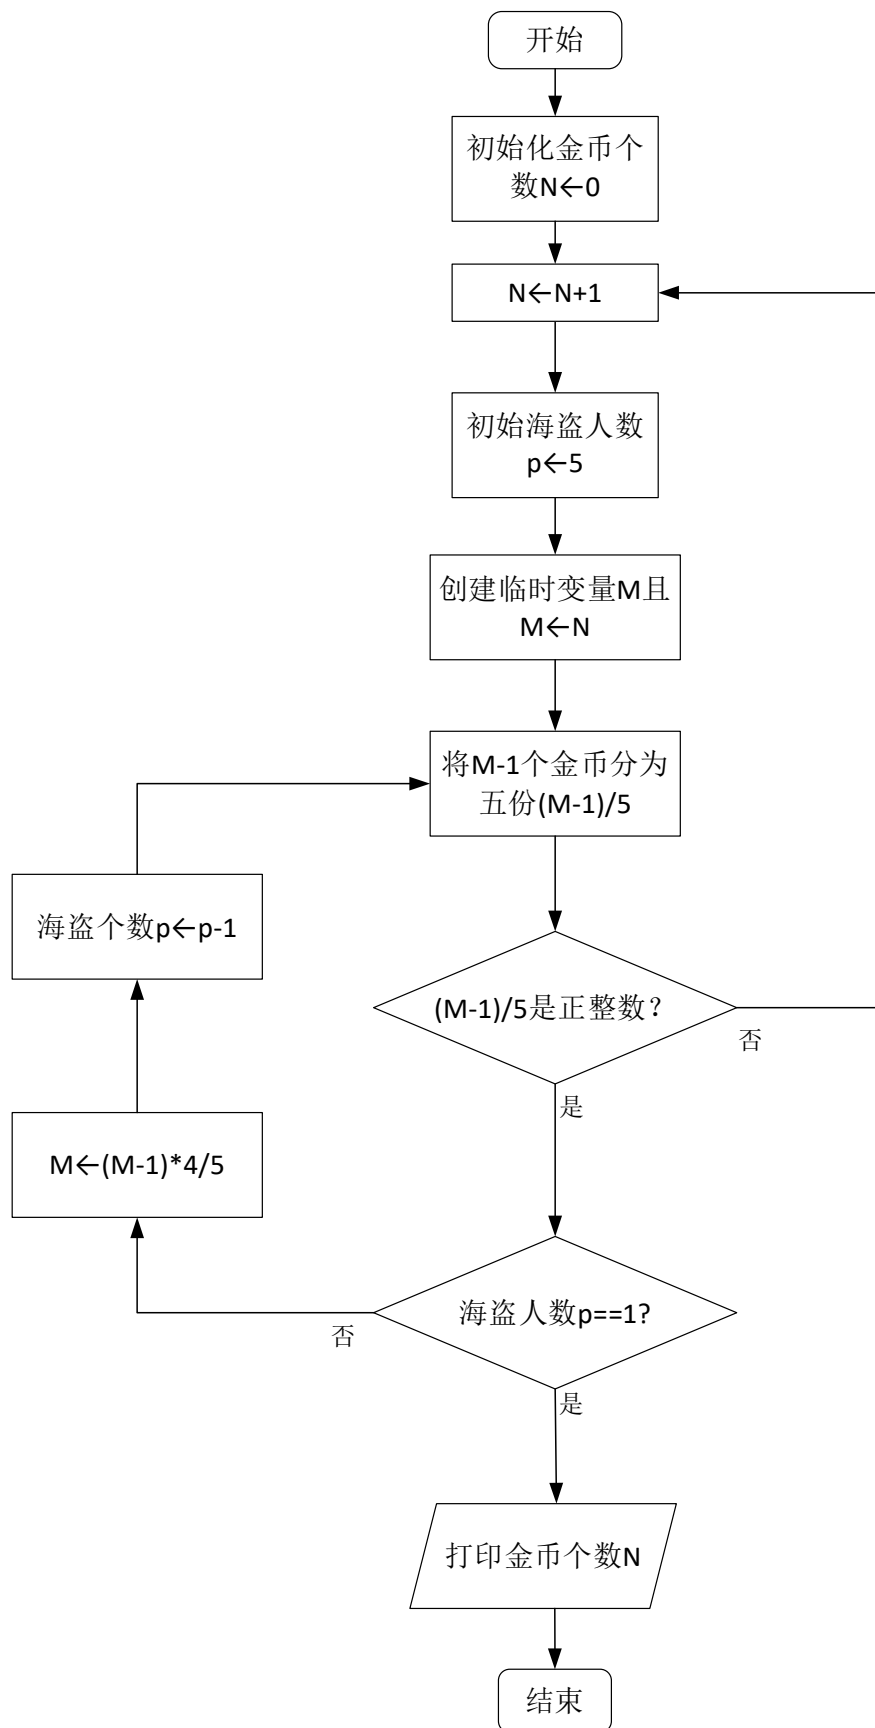 开始
初始化金币个
数N←0
N←N+1
初始海盗人数
p←5
创建临时变量M且
M←N
将M-1个金币分为
五份(M-1)/5
海盗个数p←p-1
(M-1)/5是正整数?
否
是
M←(M-1)*4/5
海盗人数p==1?
否
是
打印金币个数N
结束